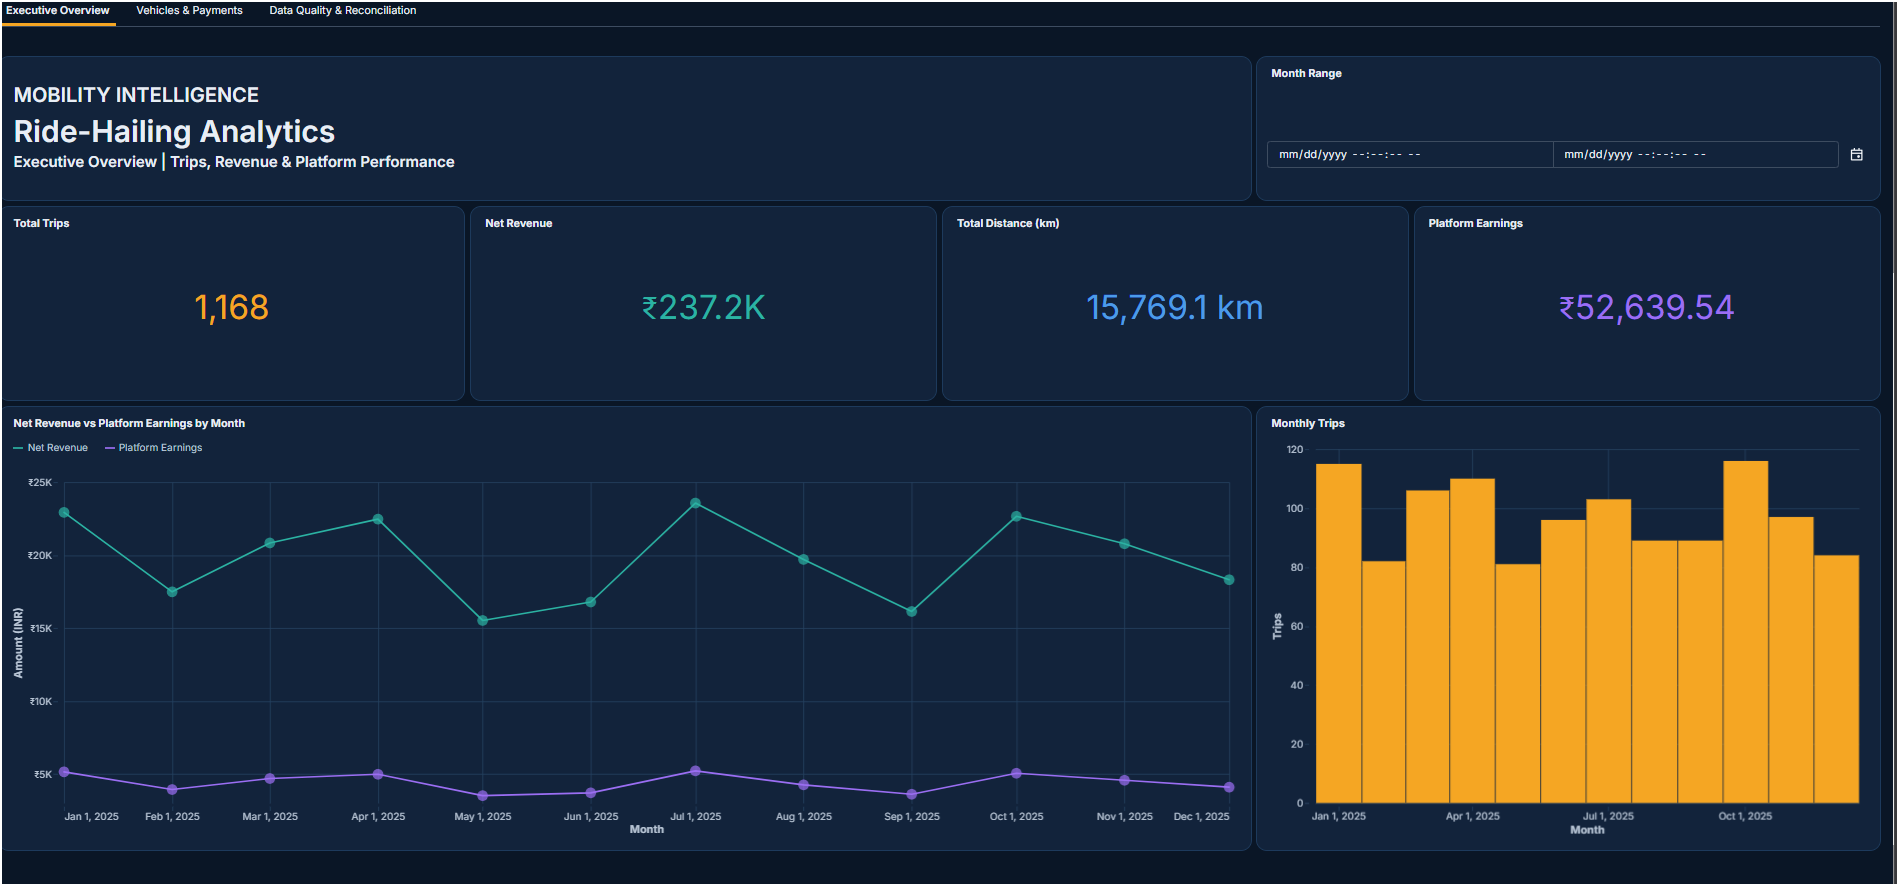 Executive Overview
Vehicles & Payments
Data Quality & Reconciliation
MOBILITY INTELLIGENCE
Ride-Hailing Analytics
Executive Overview | Trips, Revenue & Platform Performance
Month Range
mm/dd/yyyy --:--:-- --
mm/dd/yyyy --:--:-- --
Total Trips
1,168
Net Revenue
₹237.2K
Total Distance (km)
15,769.1 km
Platform Earnings
₹52,639.54
Net Revenue vs Platform Earnings by Month
Net Revenue
Platform Earnings
₹25K
₹20K
₹15K
₹10K
₹5K
Amount (INR)
Jan 1, 2025
Feb 1, 2025
Mar 1, 2025
Apr 1, 2025
May 1, 2025
Jun 1, 2025
Jul 1, 2025
Aug 1, 2025
Sep 1, 2025
Oct 1, 2025
Nov 1, 2025
Dec 1, 2025
Month
Monthly Trips
120
100
80
60
40
20
0
Trips
Jan 1, 2025
Apr 1, 2025
Jul 1, 2025
Oct 1, 2025
Month